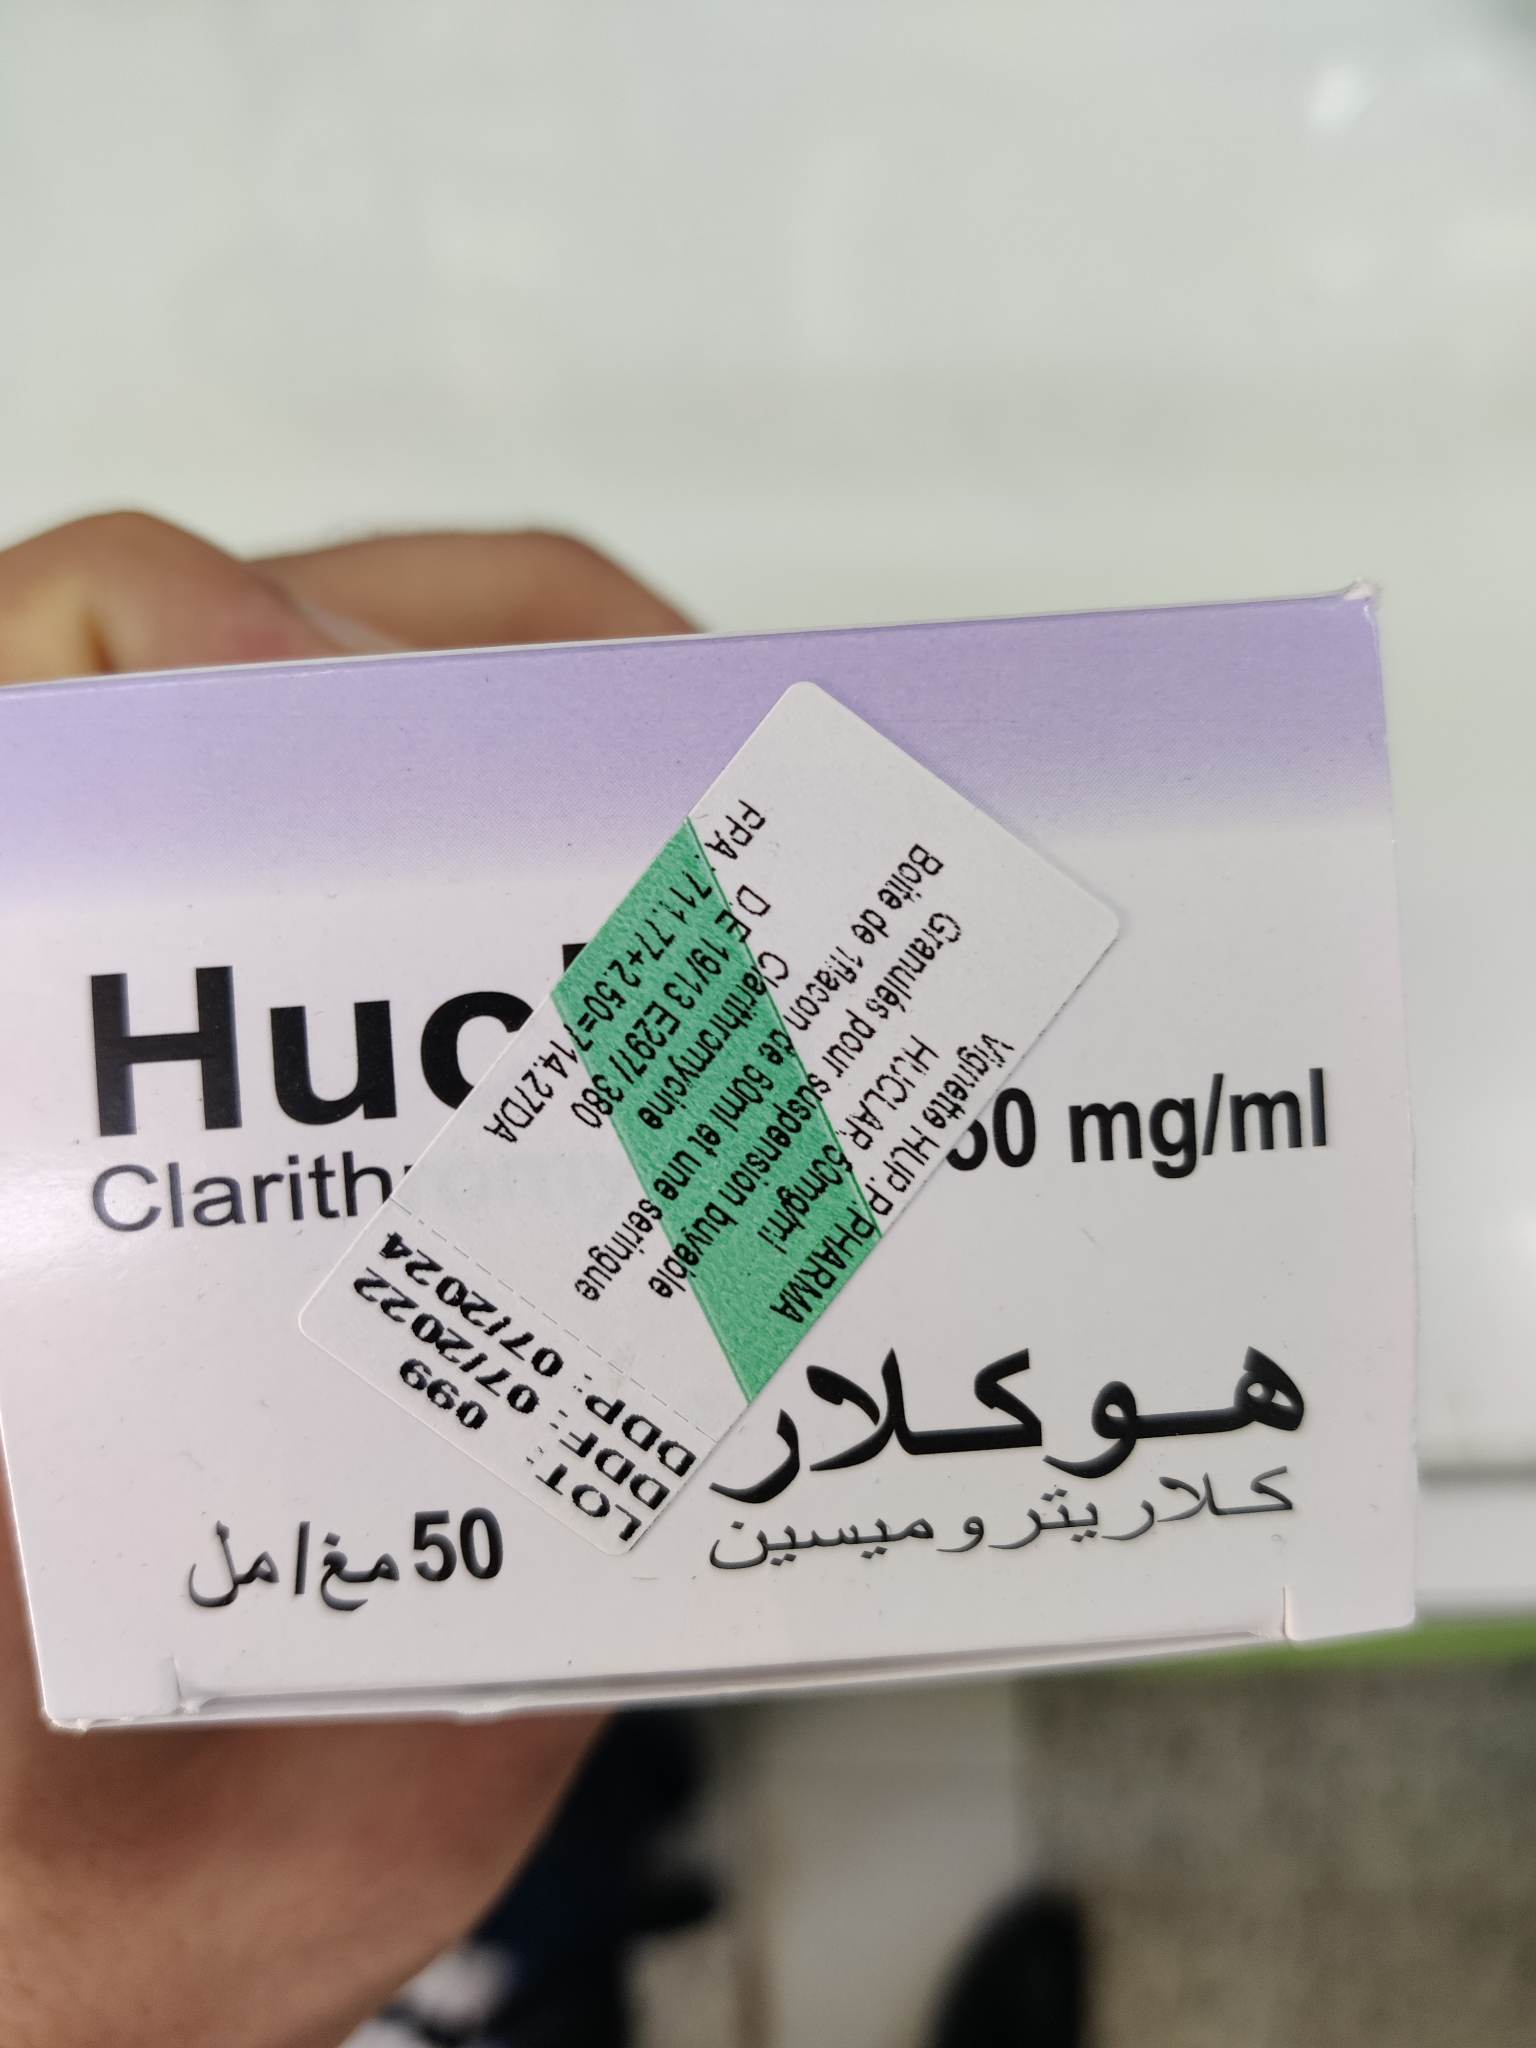 Huc
Clarith
50 mg/ml
هوكلار
كلاريتروميسين
50 مغ/مل
Vignette HUP.P.PHARMA
HUCLAR 50mg/ml
Granulés pour suspension buvable
Boite de 1flacon de 60ml et une seringue
Clarithromycine
D.E 19/13 E297/380
PPA : 711.77+2.50=714.27DA
LOT: 099
DDF: 07/2022
DDP: 07/2024